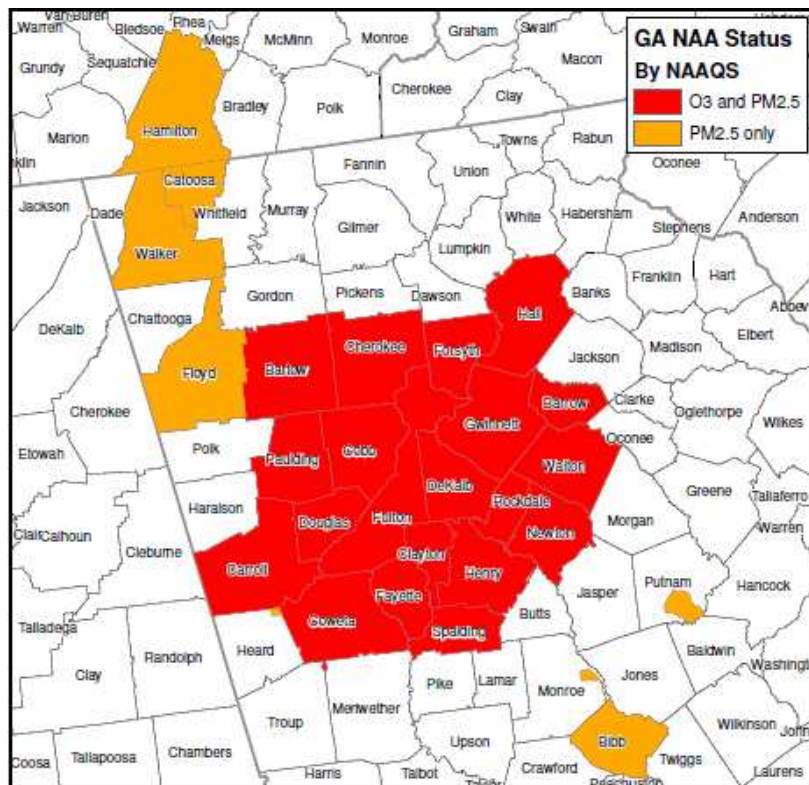 Van Buren
Bledsoe
Rhea
Warren
Meigs
McMinn
Monroe
Graham
Swain
Macon
Grundy
Sequatchie
Cherokee
Clay
Bradley
Polk
Hamilton
Marion
GA NAA Status
By NAAQS
O3 and PM2.5
PM2.5 only
Towns
Rabun
Oconee
Fannin
Union
Catoosa
Jackson
Dade
Whitfield
Murray
White
Habersham
Anderson
Stephens
Gilmer
Lumpkin
Walker
Gordon
Pickens
Dawson
Banks
Franklin
Hart
Chattooga
Hall
DeKalb
Cherokee
Forsyth
Elbert
Madison
Jackson
Floyd
Bartow
Cherokee
Barrow
Clarke
Oglethorpe
Wilkes
Gwinnett
Oconee
Etowah
Polk
Cobb
Paulding
Walton
DeKalb
Greene
Taliaferro
Haralson
Rockdale
Douglas
Fulton
Newton
Morgan
Warren
Calhoun
Cleburne
Clayton
Carroll
Henry
Putnam
Hancock
Jasper
Fayette
Coweta
Butts
Talladega
Spalding
Heard
Baldwin
Clay
Randolph
Jones
Pike
Lamar
Monroe
Meriwether
Troup
Wilkinson
Upson
Bibb
Coosa
Tallapoosa
Chambers
Twiggs
Crawford
Harris
Talbot
Laurens